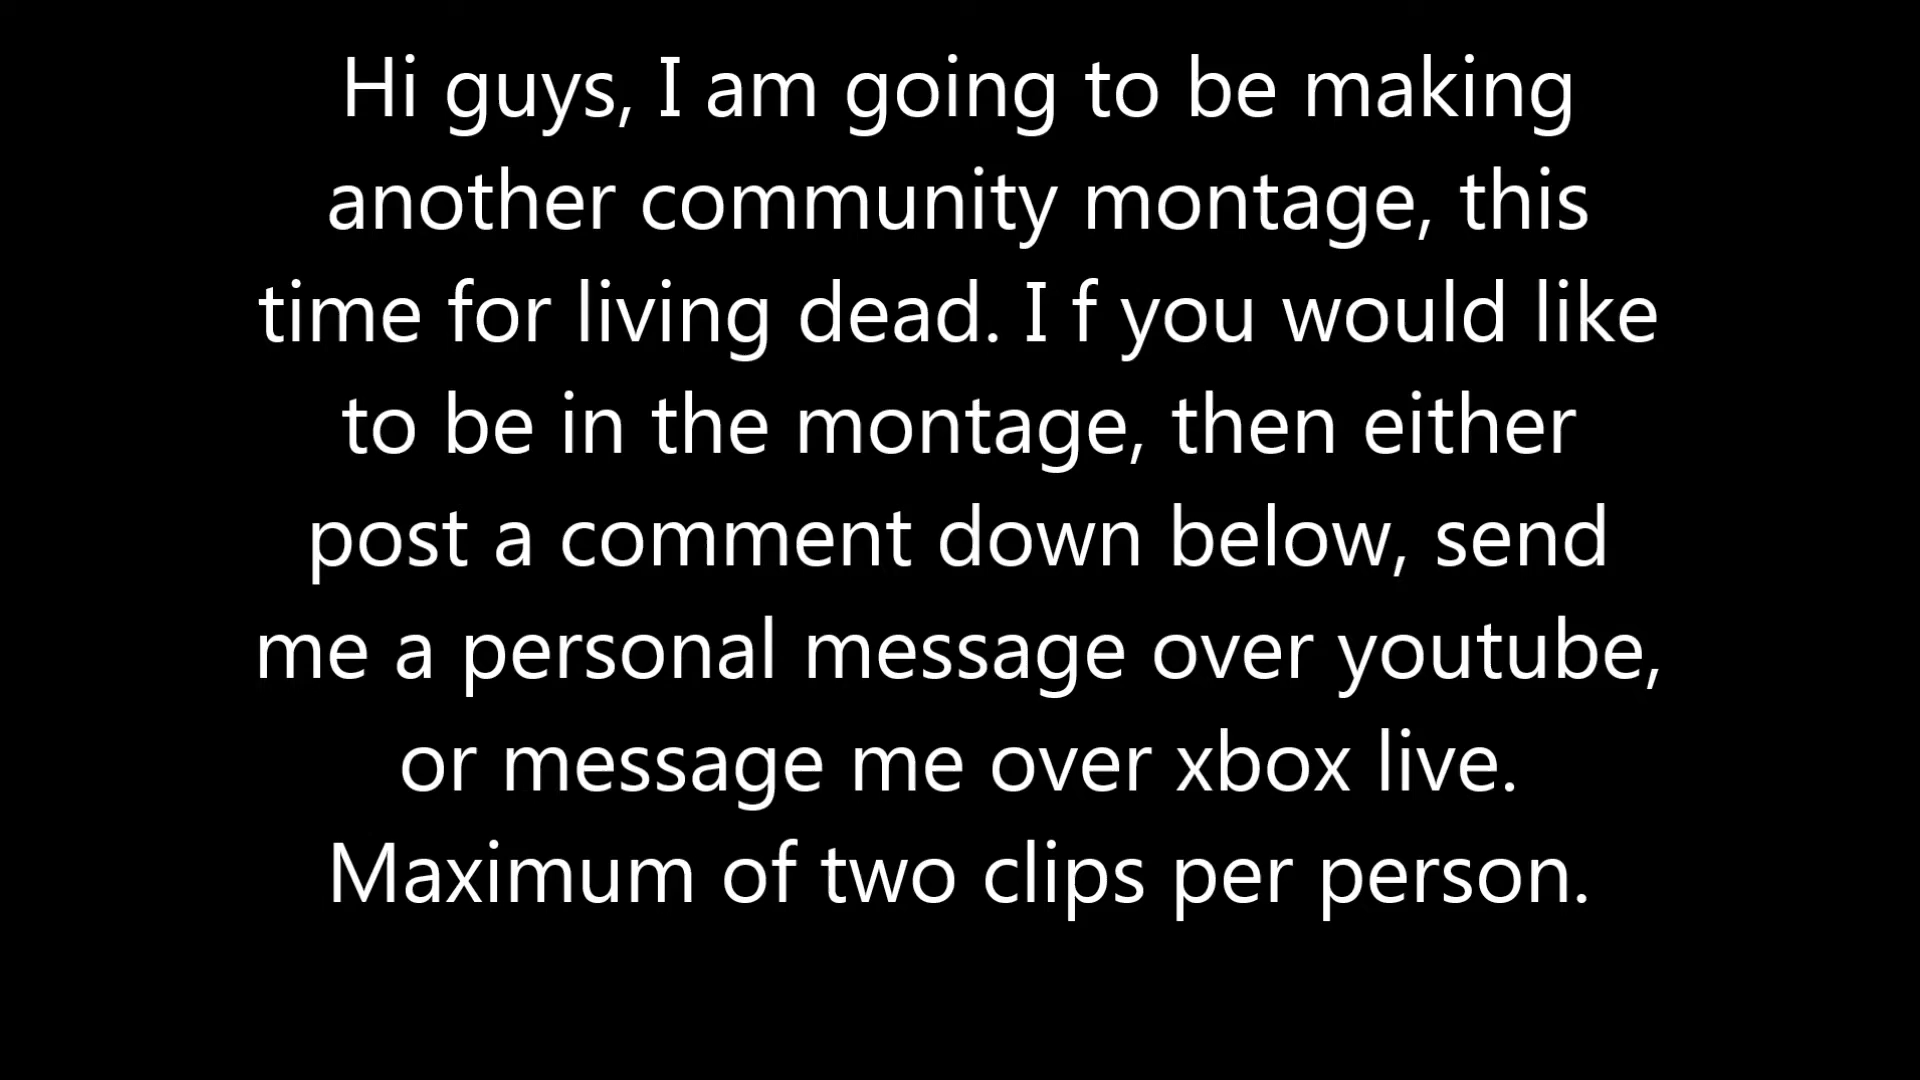 Hi guys, I am going to be making
another community montage, this
time for living dead. I f you would like
to be in the montage, then either
post a comment down below, send
me a personal message over youtube,
or message me over xbox live.
Maximum of two clips per person.